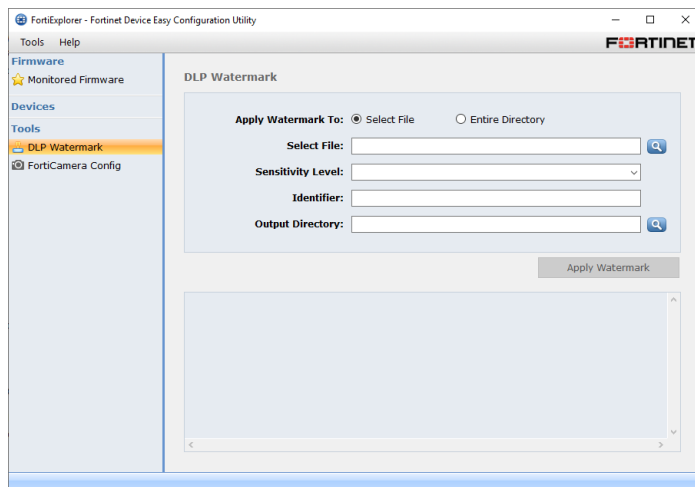 FortiExplorer - Fortinet Device Easy Configuration Utility
Tools Help
FORTINET
Firmware
Monitored Firmware
Devices
Tools
DLP Watermark
FortiCamera Config
DLP Watermark
Apply Watermark To: Select File Entire Directory
Select File:
Sensitivity Level:
Identifier:
Output Directory:
Apply Watermark